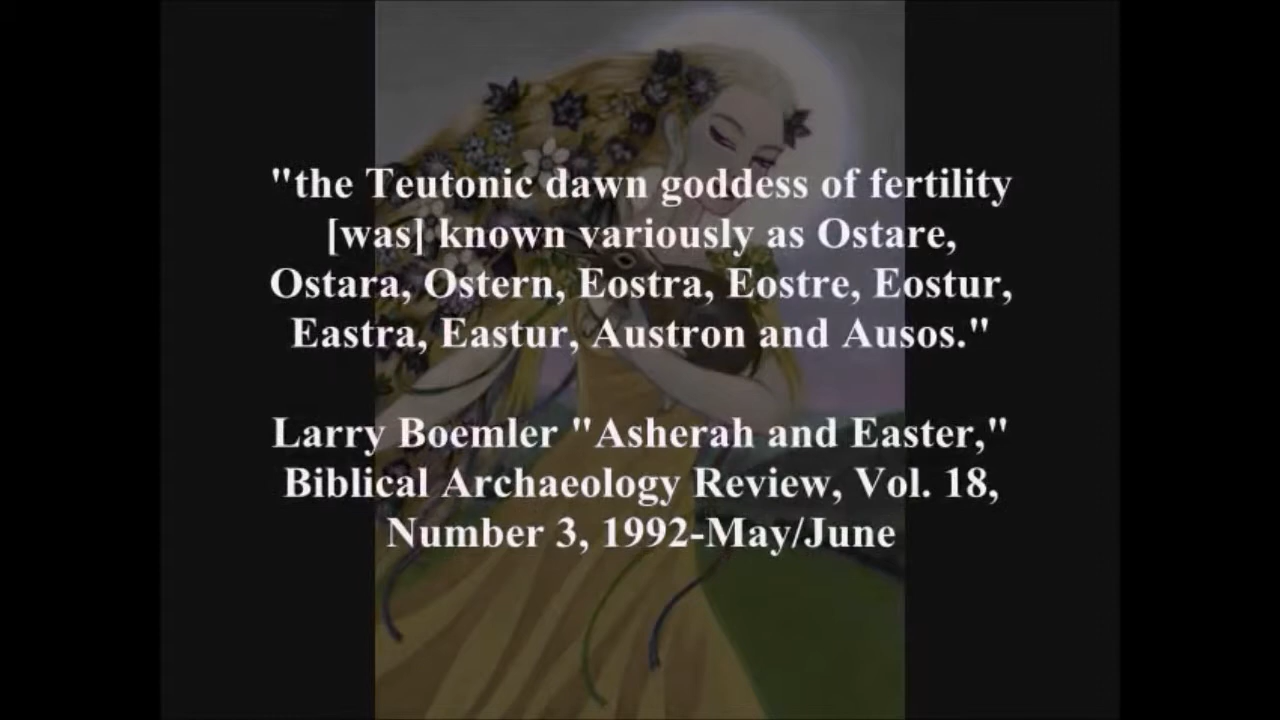 "the Teutonic dawn goddess of fertility
[was] known variously as Ostare,
Ostara, Ostern, Eostra, Eostre, Eostur,
Eastra, Eastur, Austron and Ausos."
Larry Boemler "Asherah and Easter,"
Biblical Archaeology Review, Vol. 18,
Number 3, 1992-May/June